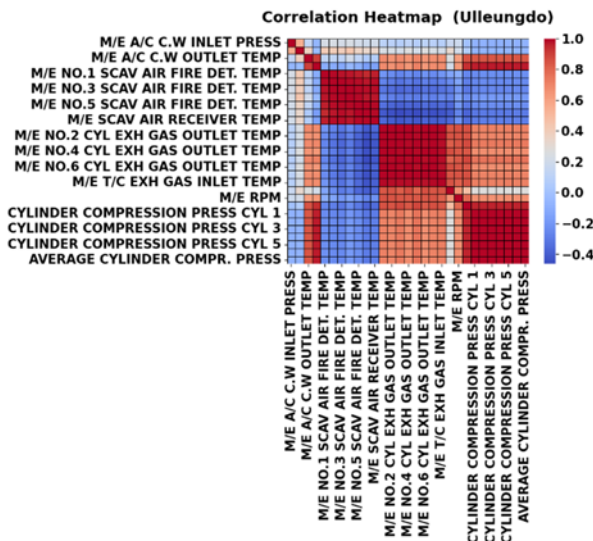 Correlation Heatmap (Ulleungdo)
M/E A/C C.W INLET PRESS
M/E A/C C.W OUTLET TEMP
M/E NO.1 SCAV AIR FIRE DET. TEMP
M/E NO.3 SCAV AIR FIRE DET. TEMP
M/E NO.5 SCAV AIR FIRE DET. TEMP
M/E SCAV AIR RECEIVER TEMP
M/E NO.2 CYL EXH GAS OUTLET TEMP
M/E NO.4 CYL EXH GAS OUTLET TEMP
M/E NO.6 CYL EXH GAS OUTLET TEMP
M/E T/C EXH GAS INLET TEMP
M/E RPM
CYLINDER COMPRESSION PRESS CYL 1
CYLINDER COMPRESSION PRESS CYL 3
CYLINDER COMPRESSION PRESS CYL 5
AVERAGE CYLINDER COMPR. PRESS
1.0
0.8
0.6
0.4
0.2
0.0
−0.2
−0.4
M/E A/C C.W INLET PRESS
M/E A/C C.W OUTLET TEMP
M/E NO.1 SCAV AIR FIRE DET. TEMP
M/E NO.3 SCAV AIR FIRE DET. TEMP
M/E NO.5 SCAV AIR FIRE DET. TEMP
M/E SCAV AIR RECEIVER TEMP
M/E NO.2 CYL EXH GAS OUTLET TEMP
M/E NO.4 CYL EXH GAS OUTLET TEMP
M/E NO.6 CYL EXH GAS OUTLET TEMP
M/E T/C EXH GAS INLET TEMP
M/E RPM
CYLINDER COMPRESSION PRESS CYL 1
CYLINDER COMPRESSION PRESS CYL 3
CYLINDER COMPRESSION PRESS CYL 5
AVERAGE CYLINDER COMPR. PRESS